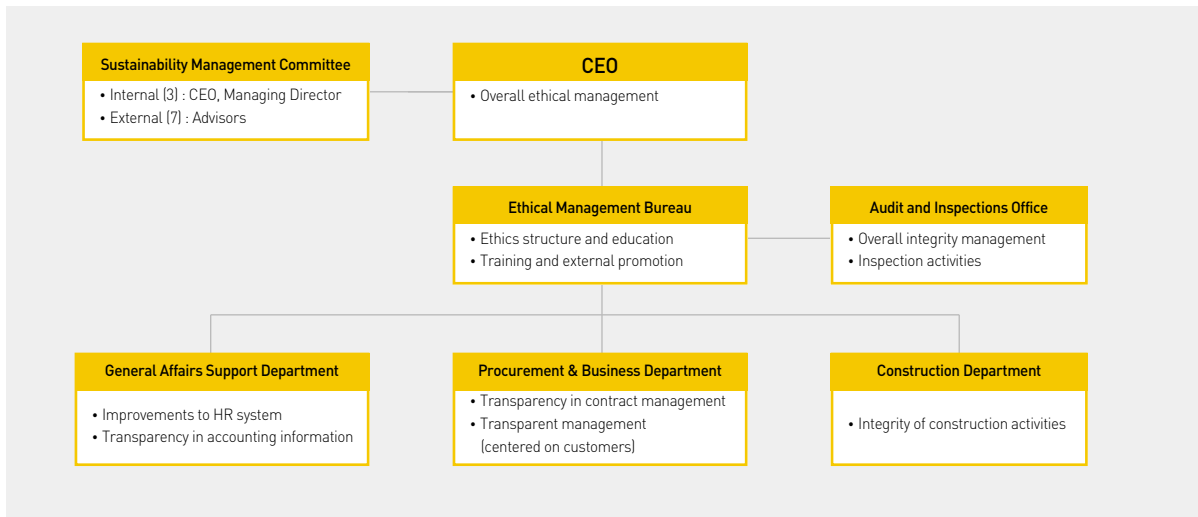 Sustainability Management Committee
• Internal (3) : CEO, Managing Director
• External (7) : Advisors
CEO
• Overall ethical management
Ethical Management Bureau
• Ethics structure and education
• Training and external promotion
Audit and Inspections Office
• Overall integrity management
• Inspection activities
General Affairs Support Department
• Improvements to HR system
• Transparency in accounting information
Procurement & Business Department
• Transparency in contract management
• Transparent management
(centered on customers)
Construction Department
• Integrity of construction activities